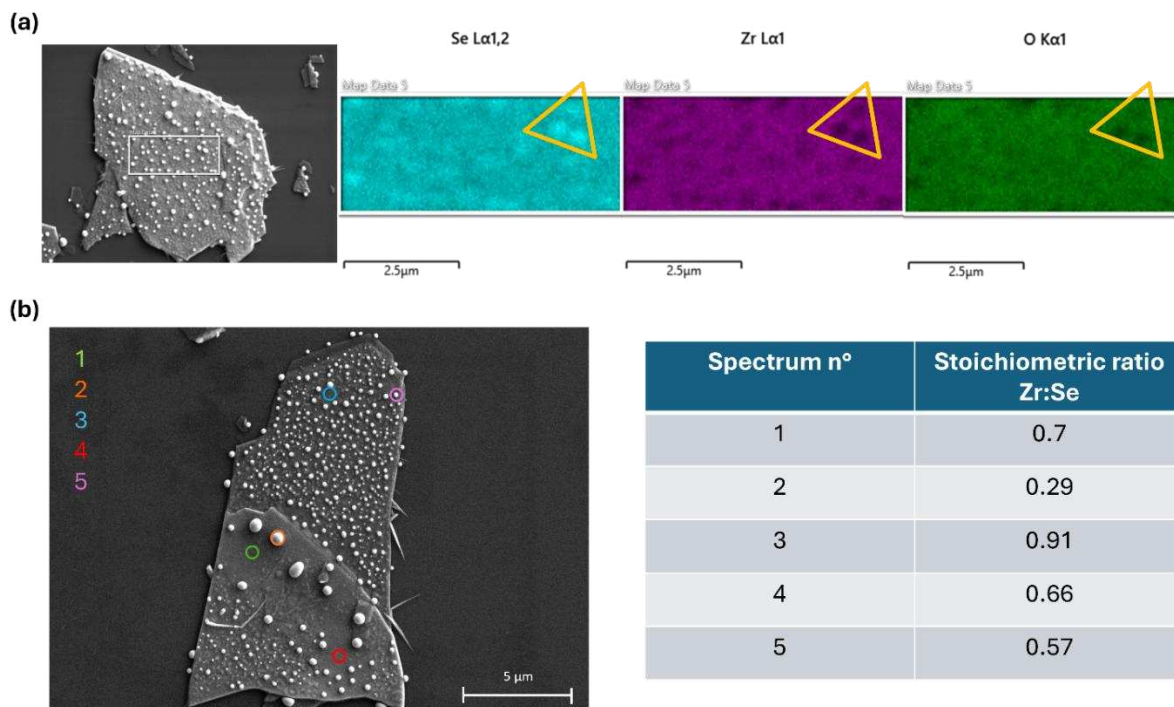 (a)
Se Lα1,2
Zr Lα1
O Kα1
Map Data 5
Map Data 5
Map Data 5
2.5µm
2.5µm
2.5µm
(b)
1
2
3
4
5
5 µm
Spectrum n°
Stoichiometric ratio
Zr:Se
1
0.7
2
0.29
3
0.91
4
0.66
5
0.57